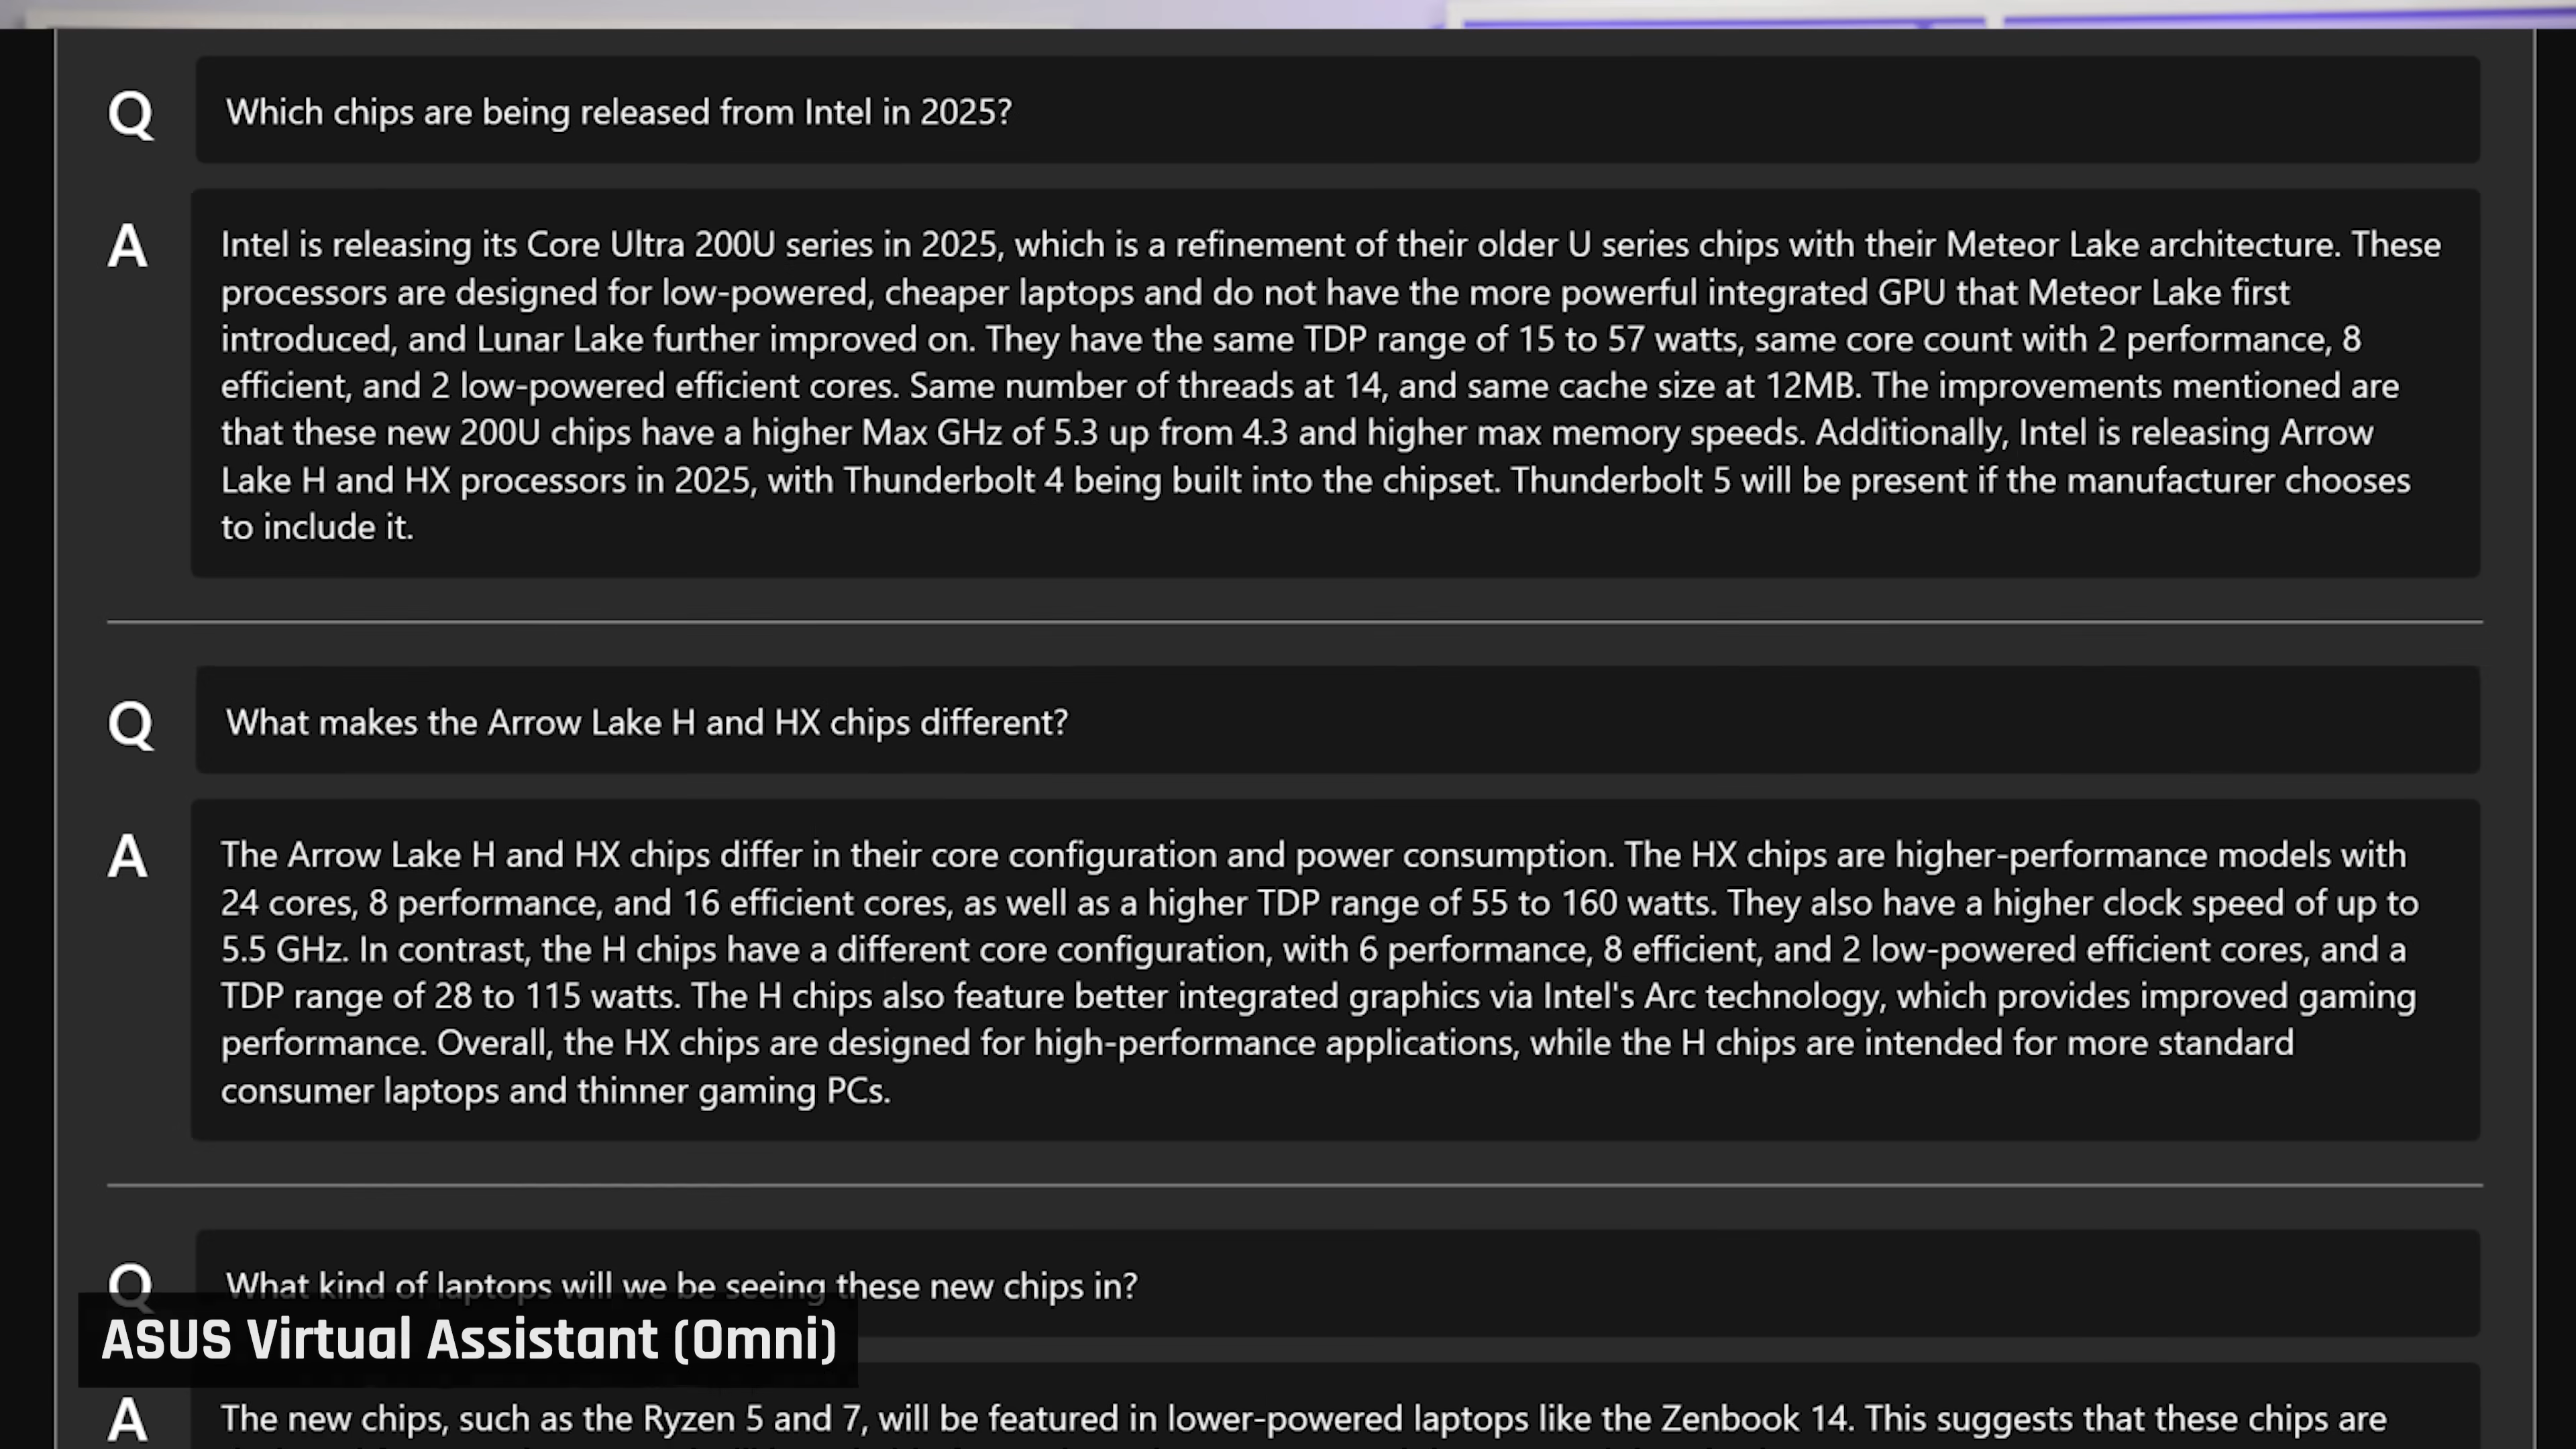 Q
Which chips are being released from Intel in 2025?
A
Intel is releasing its Core Ultra 200U series in 2025, which is a refinement of their older U series chips with their Meteor Lake architecture. These
processors are designed for low-powered, cheaper laptops and do not have the more powerful integrated GPU that Meteor Lake first
introduced, and Lunar Lake further improved on. They have the same TDP range of 15 to 57 watts, same core count with 2 performance, 8
efficient, and 2 low-powered efficient cores. Same number of threads at 14, and same cache size at 12MB. The improvements mentioned are
that these new 200U chips have a higher Max GHz of 5.3 up from 4.3 and higher max memory speeds. Additionally, Intel is releasing Arrow
Lake H and HX processors in 2025, with Thunderbolt 4 being built into the chipset. Thunderbolt 5 will be present if the manufacturer chooses
to include it.
Q
What makes the Arrow Lake H and HX chips different?
A
The Arrow Lake H and HX chips differ in their core configuration and power consumption. The HX chips are higher-performance models with
24 cores, 8 performance, and 16 efficient cores, as well as a higher TDP range of 55 to 160 watts. They also have a higher clock speed of up to
5.5 GHz. In contrast, the H chips have a different core configuration, with 6 performance, 8 efficient, and 2 low-powered efficient cores, and a
TDP range of 28 to 115 watts. The H chips also feature better integrated graphics via Intel's Arc technology, which provides improved gaming
performance. Overall, the HX chips are designed for high-performance applications, while the H chips are intended for more standard
consumer laptops and thinner gaming PCs.
Q
What kind of laptops will we be seeing these new chips in?
ASUS Virtual Assistant (Omni)
A
The new chips, such as the Ryzen 5 and 7, will be featured in lower-powered laptops like the Zenbook 14. This suggests that these chips are